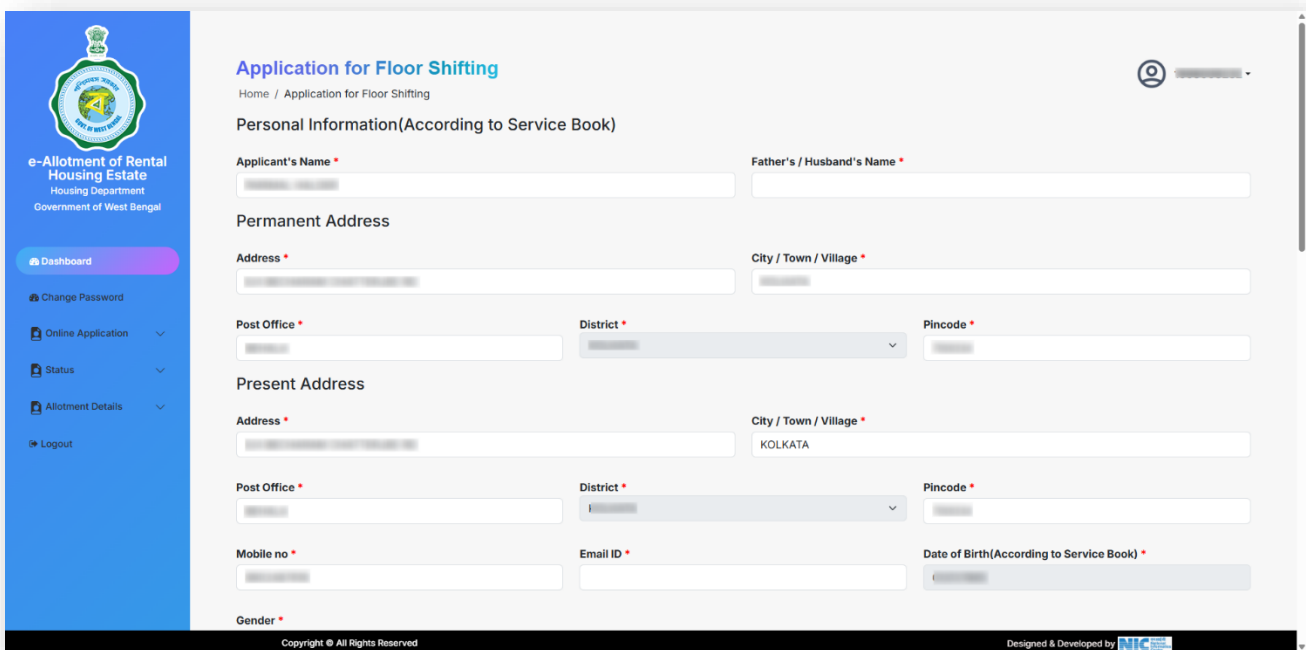 Application for Floor Shifting
Home / Application for Floor Shifting
e-Allotment of Rental
Housing Estate
Housing Department
Government of West Bengal
Dashboard
Change Password
Online Application
Status
Allotment Details
Logout
Personal Information(According to Service Book)
Applicant's Name *
Father's / Husband's Name *
Permanent Address
Address *
City / Town / Village *
Post Office *
District *
Pincode *
Present Address
Address *
City / Town / Village *
KOLKATA
Post Office *
District *
Pincode *
Mobile no *
Email ID *
Date of Birth(According to Service Book) *
Gender *
Copyright © All Rights Reserved
Designed & Developed by NIC